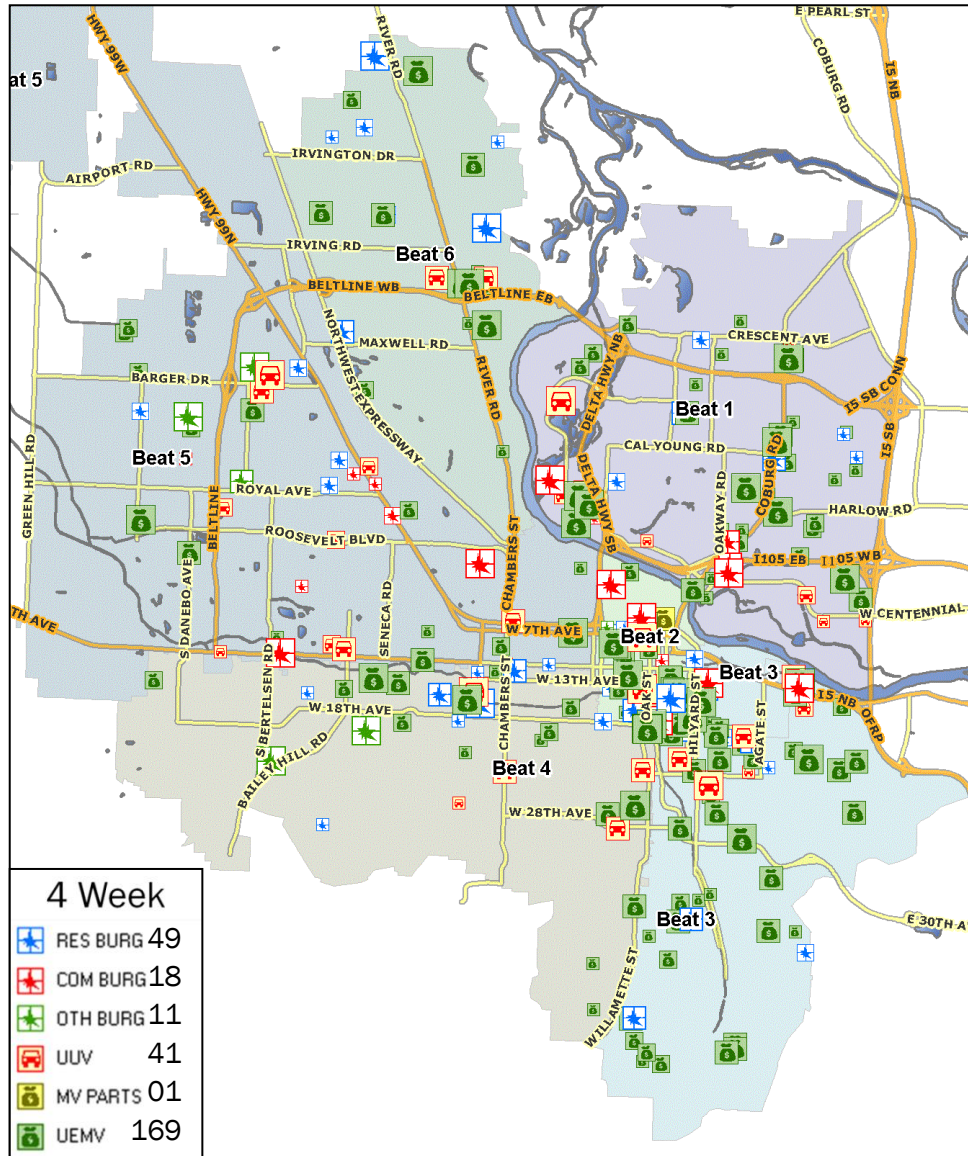 E PEARL ST
HWY 99W
RIVER RD
COBURG RD
I5 NB
at 5
IRVINGTON DR
AIRPORT RD
HWY 99N
IRVING RD
Beat 6
BELTLINE WB
BELTLINE EB
NORTHWEST EXPRESSWAY
MAXWELL RD
DELTA HWY NB
CRESCENT AVE
BARGER DR
RIVER RD
I5 SB CONN
Beat 1
GREEN HILL RD
Beat 5
CAL YOUNG RD
COBURG RD
I5 SB
ROYAL AVE
BELTLINE
DELTA HWY SB
OAKWAY RD
HARLOW RD
ROOSEVELT BLVD
CHAMBERS ST
I105 EB
I105 WB
S DANEBO AVE
SENECA RD
TH AVE
W 7TH AVE
W CENTENNIAL
Beat 2
S BERTELSEN RD
CHAMBERS ST
W 13TH AVE
OAK ST
Beat 3
I5 NB OFRP
W 18TH AVE
HILYARD ST
AGATE ST
BAILEY HILL RD
Beat 4
W 28TH AVE
Beat 3
E 30TH A
WILLAMETTE ST
4 Week
RES BURG 49
COM BURG 18
OTH BURG 11
UUV 41
MV PARTS 01
UEMV 169